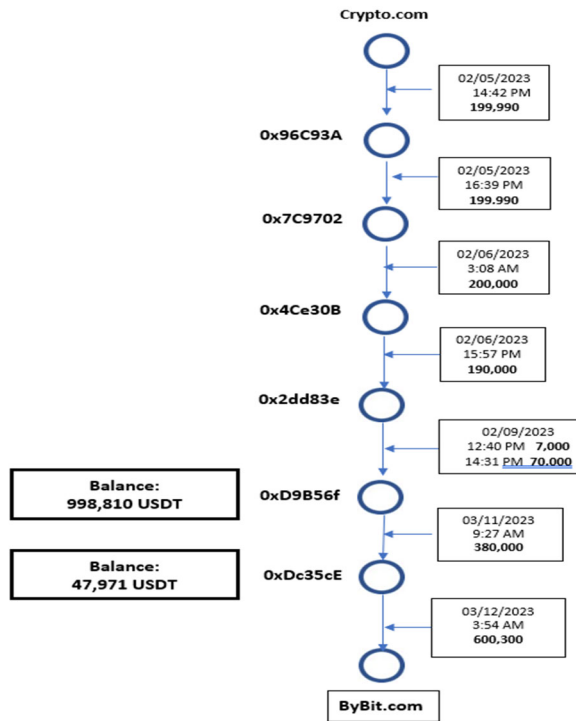 Crypto.com
02/05/2023
14:42 PM
199,990
0x96C93A
02/05/2023
16:39 PM
199.990
0x7C9702
02/06/2023
3:08 AM
200,000
0x4Ce30B
02/06/2023
15:57 PM
190,000
0x2dd83e
02/09/2023
12:40 PM 7,000
14:31 PM 70.000
Balance:
998,810 USDT
0xD9B56f
03/11/2023
9:27 AM
380,000
Balance:
47,971 USDT
0xDc35cE
03/12/2023
3:54 AM
600,300
ByBit.com